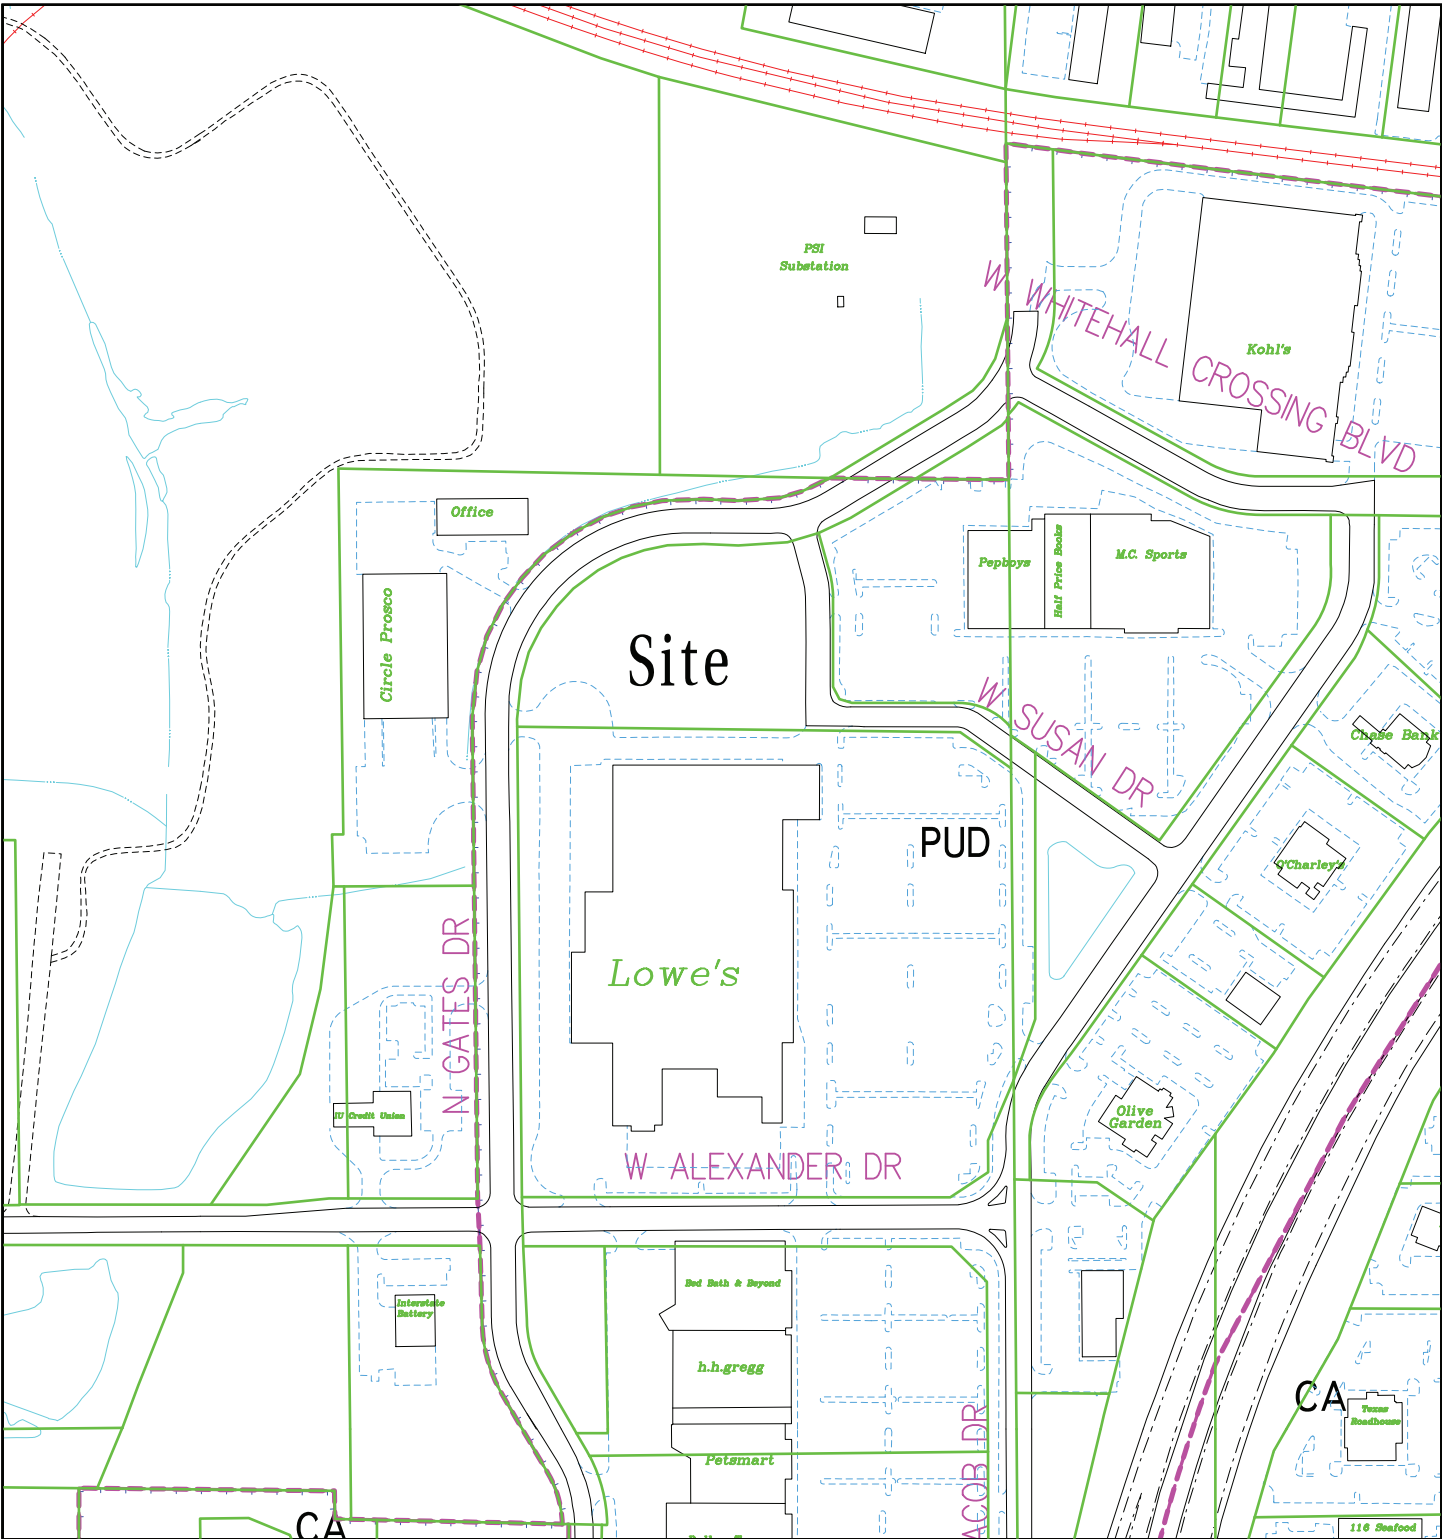 PSI
Substation
W WHITEHALL CROSSING BLVD
Kohl's
Office
Circle Prosco
Pepboys
Half Price Books
M.C. Sports
Site
W SUSAN DR
Chase Bank
PUD
O'Charley's
Lowe's
N GATES DR
IU Credit Union
Olive
Garden
W ALEXANDER DR
Bed Bath & Beyond
Interstate
Battery
h.h.gregg
CA
Texas
Roadhouse
Petsmart
ACOB DR
CA
116 Seafood